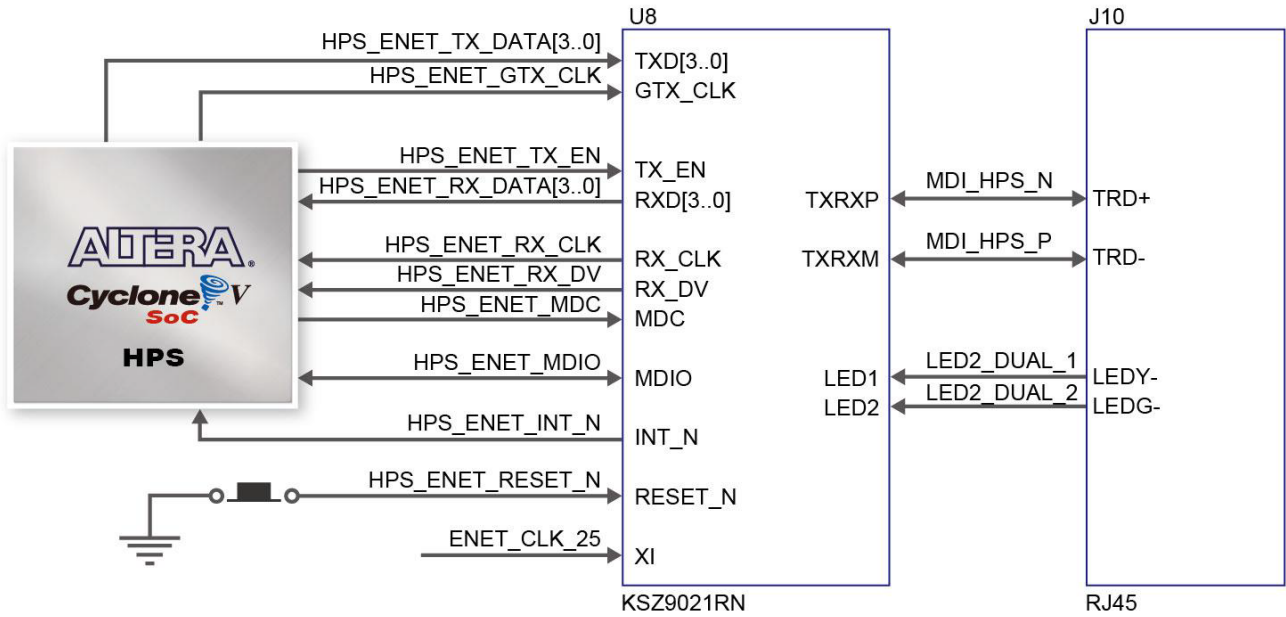 U8
J10
HPS_ENET_TX_DATA[3..0]
TXD[3..0]
HPS_ENET_GTX_CLK
GTX_CLK
HPS_ENET_TX_EN
TX_EN
HPS_ENET_RX_DATA[3..0]
RXD[3..0]
TXRXP
MDI_HPS_N
TRD+
ALTERA®
Cyclone™ V
SoC
HPS
HPS_ENET_RX_CLK
RX_CLK
TXRXM
MDI_HPS_P
TRD-
HPS_ENET_RX_DV
RX_DV
HPS_ENET_MDC
MDC
HPS_ENET_MDIO
MDIO
LED1
LED2_DUAL_1
LEDY-
LED2
LED2_DUAL_2
LEDG-
HPS_ENET_INT_N
INT_N
HPS_ENET_RESET_N
RESET_N
ENET_CLK_25
XI
KSZ9021RN
RJ45